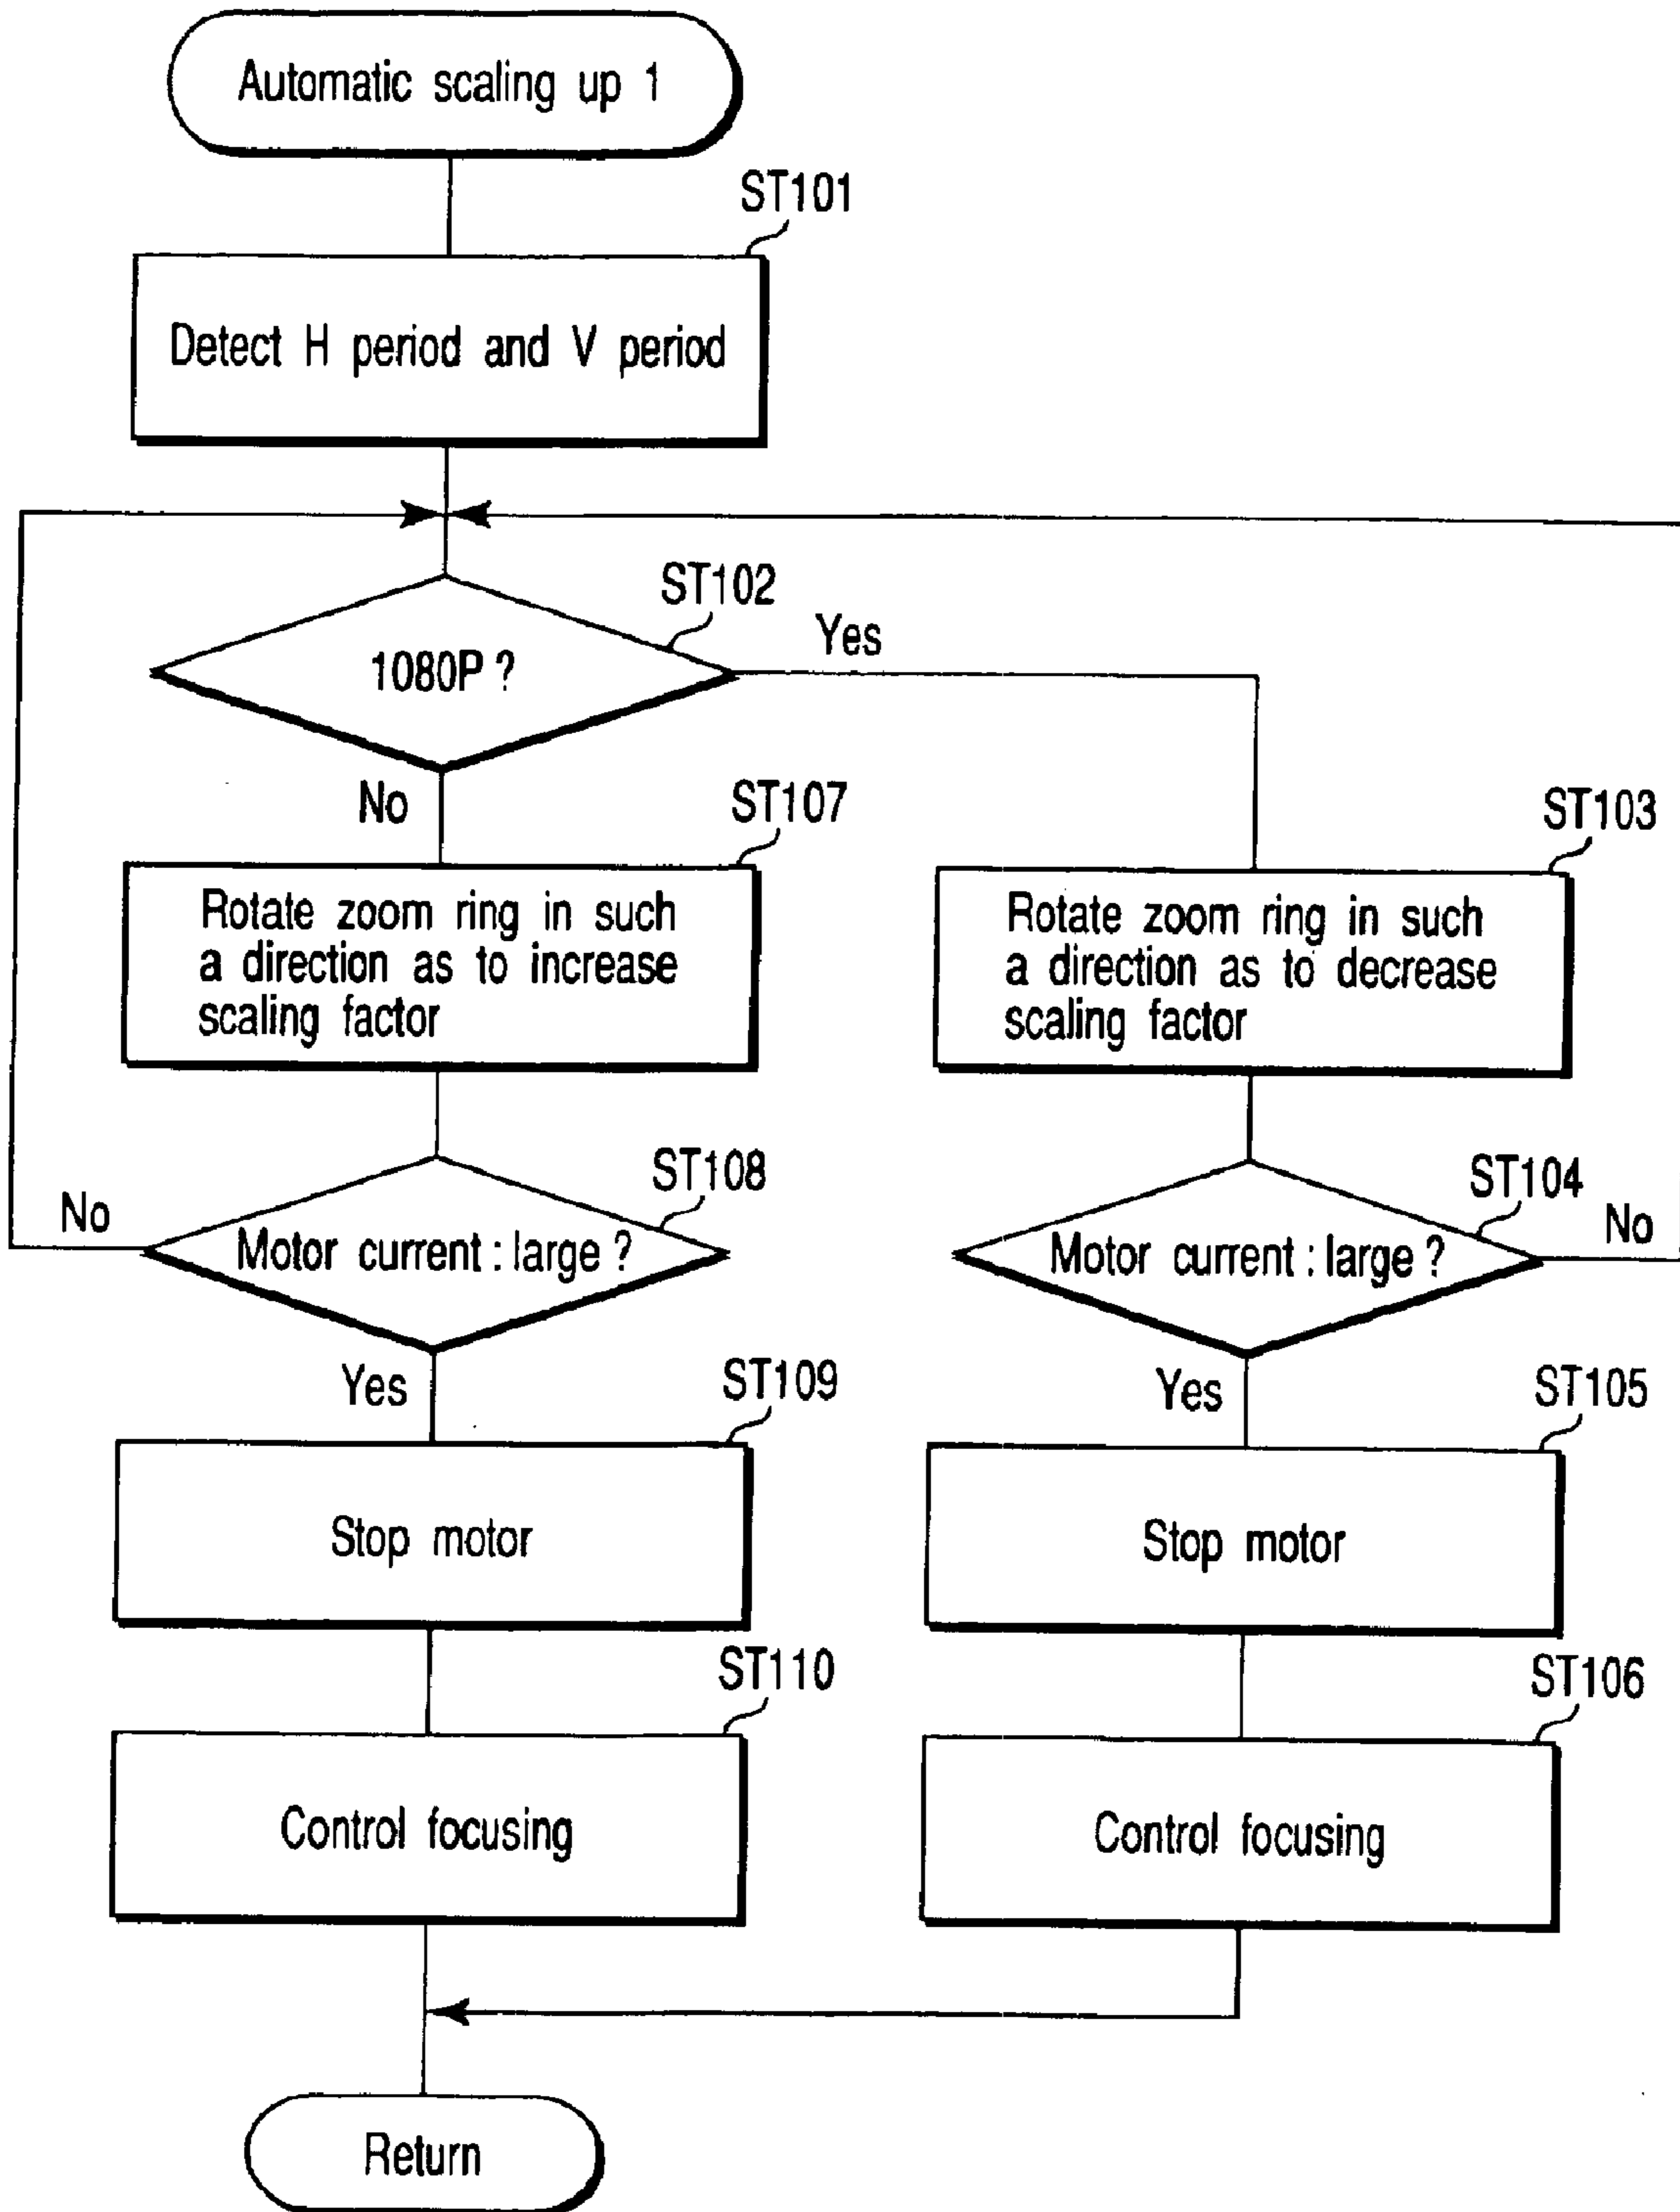 Automatic scaling up 1
ST101
Detect H period and V period
ST102
1080P ?
Yes
No
ST107
Rotate zoom ring in such
a direction as to increase
scaling factor
ST103
Rotate zoom ring in such
a direction as to decrease
scaling factor
ST108
Motor current : large ?
No
Yes
ST104
Motor current : large ?
No
Yes
ST109
Stop motor
ST105
Stop motor
ST110
Control focusing
ST106
Control focusing
Return